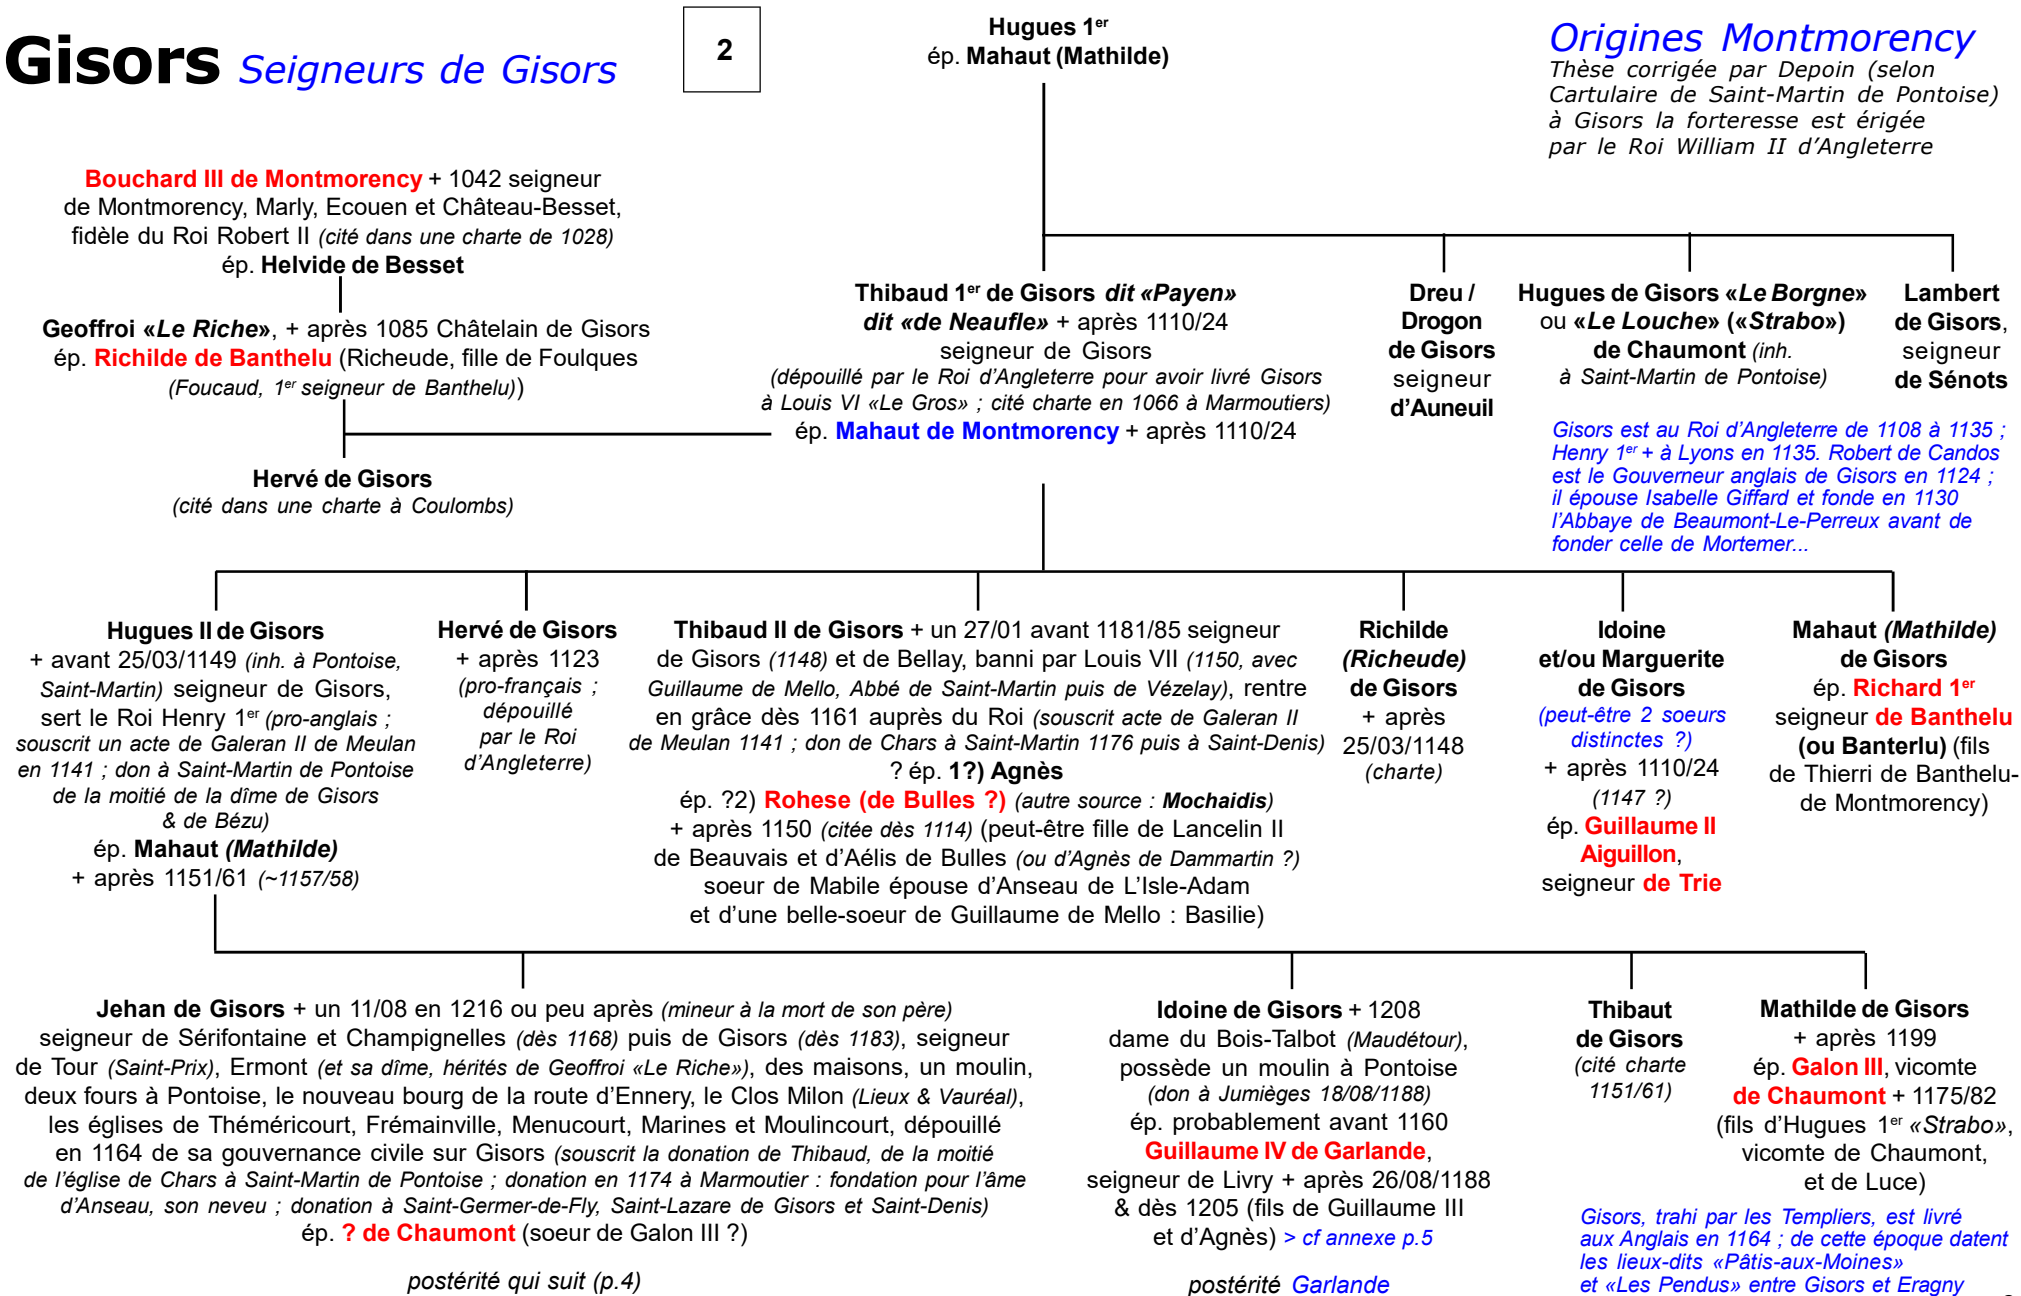 Gisors Seigneurs de Gisors
2
Hugues 1er
ép. Mahaut (Mathilde)
Origines Montmorency
Thèse corrigée par Depoin (selon
Cartulaire de Saint-Martin de Pontoise)
à Gisors la forteresse est érigée
par le Roi William II d’Angleterre
Bouchard III de Montmorency + 1042 seigneur
de Montmorency, Marly, Ecouen et Château-Besset,
fidèle du Roi Robert II (cité dans une charte de 1028)
ép. Helvide de Besset
Geoffroi «Le Riche», + après 1085 Châtelain de Gisors
ép. Richilde de Banthelu (Richeude, fille de Foulques
(Foucaud, 1er seigneur de Banthelu))
Hervé de Gisors
(cité dans une charte à Coulombs)
Thibaud 1er de Gisors dit «Payen»
dit «de Neaufle» + après 1110/24
seigneur de Gisors
(dépouillé par le Roi d’Angleterre pour avoir livré Gisors
à Louis VI «Le Gros» ; cité charte en 1066 à Marmoutiers)
ép. Mahaut de Montmorency + après 1110/24
Dreu /
Drogon
de Gisors
seigneur
d’Auneuil
Hugues de Gisors «Le Borgne»
ou «Le Louche» («Strabo»)
de Chaumont (inh.
à Saint-Martin de Pontoise)
Lambert
de Gisors,
seigneur
de Sénots
Gisors est au Roi d’Angleterre de 1108 à 1135 ;
Henry 1er + à Lyons en 1135. Robert de Candos
est le Gouverneur anglais de Gisors en 1124 ;
il épouse Isabelle Giffard et fonde en 1130
l’Abbaye de Beaumont-Le-Perreux avant de
fonder celle de Mortemer...
Hugues II de Gisors
+ avant 25/03/1149 (inh. à Pontoise,
Saint-Martin) seigneur de Gisors,
sert le Roi Henry 1er (pro-anglais ;
souscrit un acte de Galeran II de Meulan
en 1141 ; don à Saint-Martin de Pontoise
de la moitié de la dîme de Gisors
& de Bézu)
ép. Mahaut (Mathilde)
+ après 1151/61 (~1157/58)
Hervé de Gisors
+ après 1123
(pro-français ;
dépouillé
par le Roi
d’Angleterre)
Thibaud II de Gisors + un 27/01 avant 1181/85 seigneur
de Gisors (1148) et de Bellay, banni par Louis VII (1150, avec
Guillaume de Mello, Abbé de Saint-Martin puis de Vézelay), rentre
en grâce dès 1161 auprès du Roi (souscrit acte de Galeran II
de Meulan 1141 ; don de Chars à Saint-Martin 1176 puis à Saint-Denis)
? ép. 1?) Agnès
ép. ?2) Rohese (de Bulles ?) (autre source : Mochaidis)
+ après 1150 (citée dès 1114) (peut-être fille de Lancelin II
de Beauvais et d’Aélis de Bulles (ou d’Agnès de Dammartin ?)
soeur de Mabile épouse d’Anseau de L’Isle-Adam
et d’une belle-soeur de Guillaume de Mello : Basilie)
Richilde
(Richeude)
de Gisors
+ après
25/03/1148
(charte)
Idoine
et/ou Marguerite
de Gisors
(peut-être 2 soeurs
distinctes ?)
+ après 1110/24
(1147 ?)
ép. Guillaume II
Aiguillon,
seigneur de Trie
Mahaut (Mathilde)
de Gisors
ép. Richard 1er
seigneur de Banthelu
(ou Banterlu) (fils
de Thierri de Banthelu-
de Montmorency)
Jehan de Gisors + un 11/08 en 1216 ou peu après (mineur à la mort de son père)
seigneur de Sérifontaine et Champignelles (dès 1168) puis de Gisors (dès 1183), seigneur
de Tour (Saint-Prix), Ermont (et sa dîme, hérités de Geoffroi «Le Riche»), des maisons, un moulin,
deux fours à Pontoise, le nouveau bourg de la route d’Ennery, le Clos Milon (Lieux & Vauréal),
les églises de Théméricourt, Frémainville, Menucourt, Marines et Moulincourt, dépouillé
en 1164 de sa gouvernance civile sur Gisors (souscrit la donation de Thibaud, de la moitié
de l’église de Chars à Saint-Martin de Pontoise ; donation en 1174 à Marmoutier : fondation pour l’âme
d’Anseau, son neveu ; donation à Saint-Germer-de-Fly, Saint-Lazare de Gisors et Saint-Denis)
ép. ? de Chaumont (soeur de Galon III ?)
postérité qui suit (p.4)
Idoine de Gisors + 1208
dame du Bois-Talbot (Maudétour),
possède un moulin à Pontoise
(don à Jumièges 18/08/1188)
ép. probablement avant 1160
Guillaume IV de Garlande,
seigneur de Livry + après 26/08/1188
& dès 1205 (fils de Guillaume III
et d’Agnès) > cf annexe p.5
postérité Garlande
Thibaut
de Gisors
(cité charte
1151/61)
Mathilde de Gisors
+ après 1199
ép. Galon III, vicomte
de Chaumont + 1175/82
(fils d’Hugues 1er «Strabo»,
vicomte de Chaumont,
et de Luce)
Gisors, trahi par les Templiers, est livré
aux Anglais en 1164 ; de cette époque datent
les lieux-dits «Pâtis-aux-Moines»
et «Les Pendus» entre Gisors et Eragny